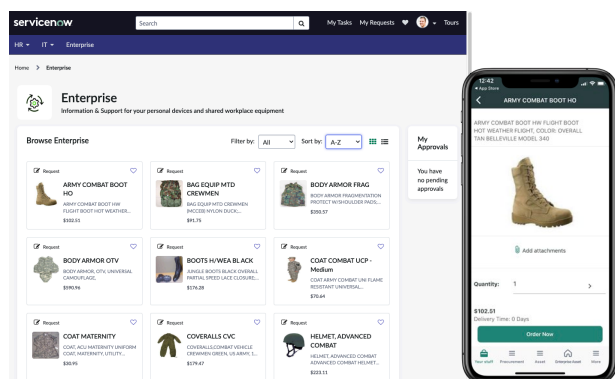 servicenow
Search
My Tasks
My Requests
Tours
HR
IT
Enterprise
Home > Enterprise
Enterprise
Information & Support for your personal devices and shared workplace equipment
Browse Enterprise
Filter by:
All
Sort by:
A-Z
My
Approvals
You have
no pending
approvals
Request
ARMY COMBAT BOOT
HO
ARMY COMBAT BOOT HW
FLIGHT BOOT HOT WEATHER...
$102.51
Request
BAG EQUIP MTD
CREWMEN
BAG EQUIP MTD CREWMEN
(MCCEB) NYLON DUCK;...
$91.75
Request
BODY ARMOR FRAG
BODY ARMOR FRAGMENTATION
PROTECT W/SHOULDER PADS;...
$350.57
Request
BODY ARMOR OTV
BODY ARMOR, OTV, UNIVERSAL
CAMOUFLAGE,
$590.96
Request
BOOTS H/WEA BLACK
JUNGLE BOOTS BLACK OVERALL
PARTIAL SPEED LACE CLOSURE;...
$176.28
Request
COAT COMBAT UCP -
Medium
COAT ARMY COMBAT UNI FLAME
RESISTANT UNIVERSAL...
$70.64
Request
COAT MATERNITY
COAT, ACU MATERNITY UNIFORM
COAT, MATERNITY, UTILITY...
$30.95
Request
COVERALLS CVC
COVERALLS:COMBAT VEHICLE
CREWMEN GREEN, US ARMY; 1...
$179.47
Request
HELMET, ADVANCED
COMBAT
HELMET, ADVANCED COMBAT
ADVANCED COMBAT HELMET...
$223.11
12:42
App Store
ARMY COMBAT BOOT HO
ARMY COMBAT BOOT HW FLIGHT BOOT
HOT WEATHER FLIGHT, COLOR: OVERALL
TAN BELLEVILLE MODEL 340
Add attachments
Quantity:
1
$102.51
Delivery Time: 0 Days
Order Now
Your stuff
Procurement
Asset
Enterprise Asset
More